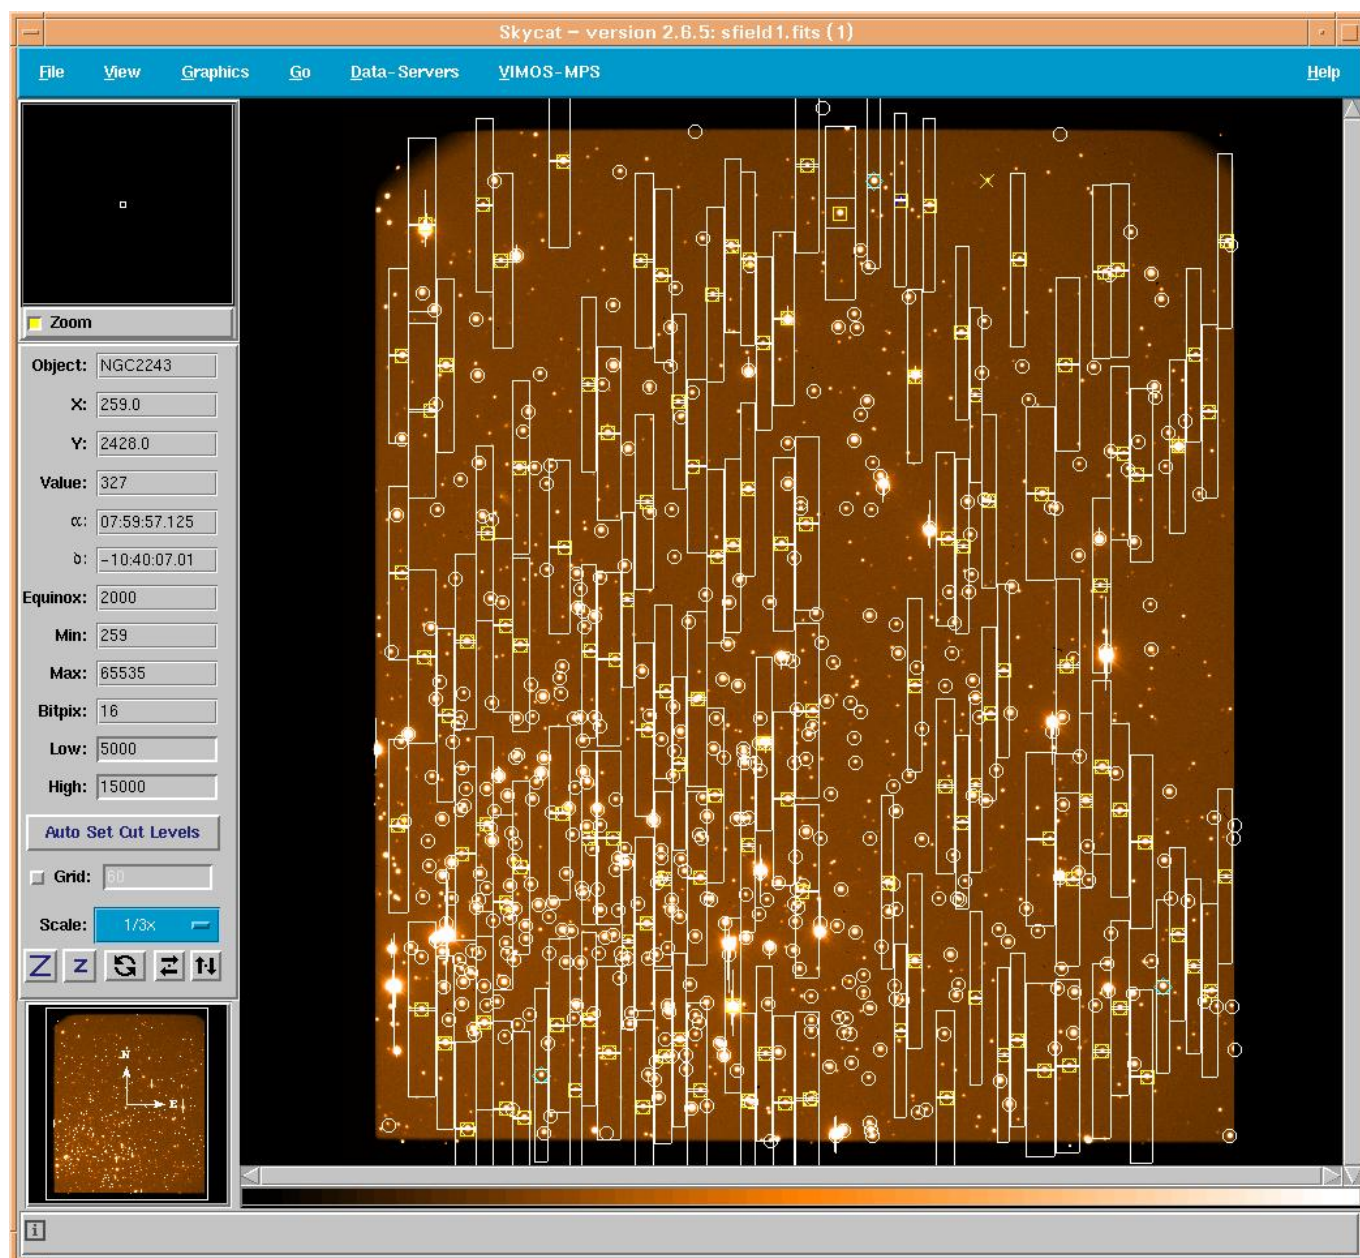 Skycat – version 2.6.5: sfield1.fits (1)
File View Graphics Go Data-Servers VIMOS-MPS Help
Zoom
Object: NGC2243
X: 259.0
Y: 2428.0
Value: 327
α: 07:59:57.125
δ: -10:40:07.01
Equinox: 2000
Min: 259
Max: 65535
Bitpix: 16
Low: 5000
High: 15000
Auto Set Cut Levels
Grid: 60
Scale: 1/3x
Z z
N
E
i